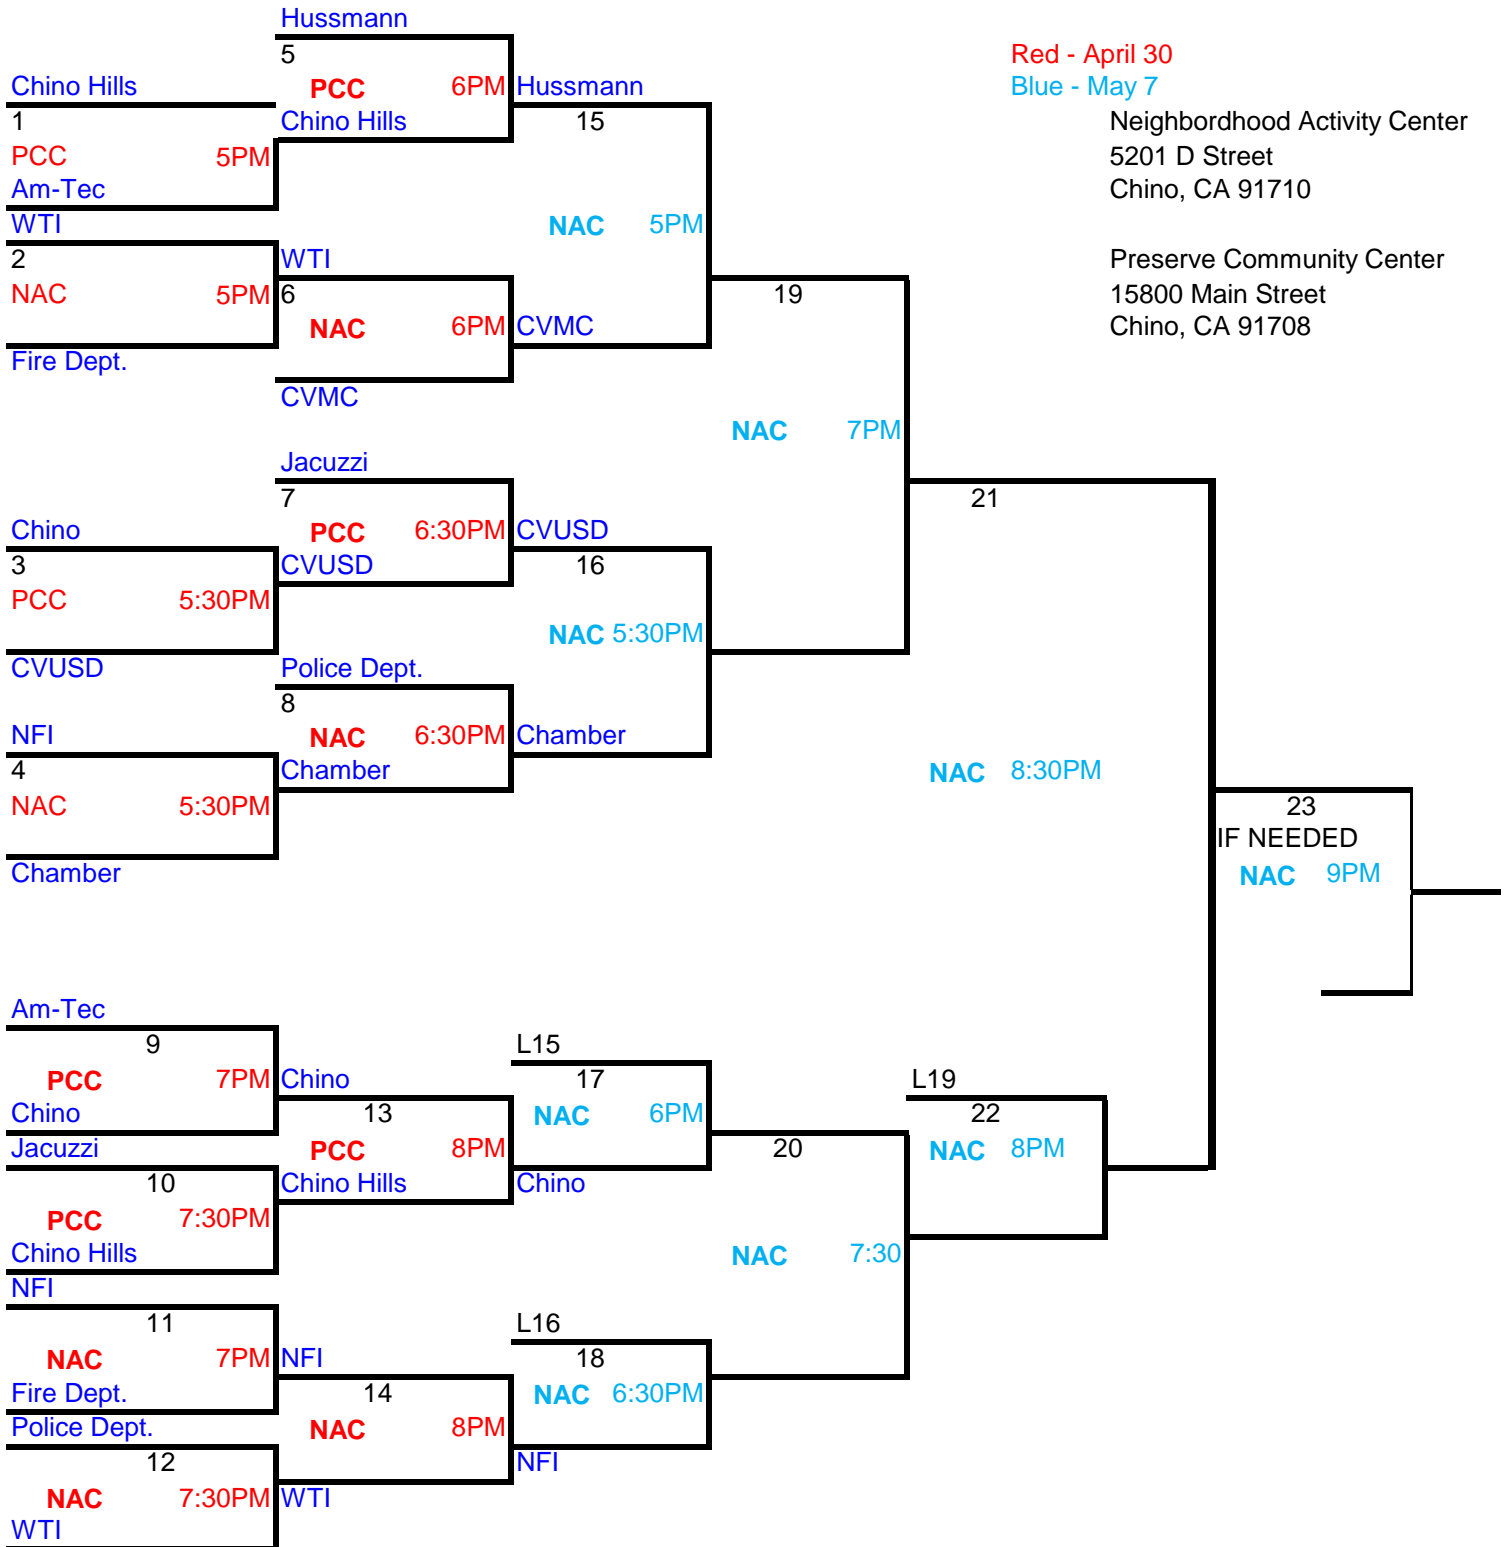 Hussmann
5
Red - April 30
Chino Hills
PCC 6PM Hussmann
Blue - May 7
1
Chino Hills
15
Neighbordhood Activity Center
PCC 5PM
5201 D Street
Am-Tec
Chino, CA 91710
WTI
NAC 5PM
2
WTI
Preserve Community Center
NAC 5PM 6
19
15800 Main Street
NAC 6PM CVMC
Chino, CA 91708
Fire Dept.
CVMC
NAC 7PM
Jacuzzi
7
21
Chino
PCC 6:30PM CVUSD
3
CVUSD
16
PCC 5:30PM
NAC 5:30PM
CVUSD
Police Dept.
8
NFI
NAC 6:30PM Chamber
4
Chamber
NAC 8:30PM
NAC 5:30PM
23
IF NEEDED
Chamber
NAC 9PM
Am-Tec
9
L15
PCC 7PM Chino
17
L19
Chino
13
NAC 6PM
22
Jacuzzi
PCC 8PM
20
NAC 8PM
10
Chino Hills
Chino
PCC 7:30PM
Chino Hills
NAC 7:30
NFI
11
L16
NAC 7PM NFI
18
Fire Dept.
14
NAC 6:30PM
Police Dept.
NAC 8PM
12
NFI
NAC 7:30PM WTI
WTI